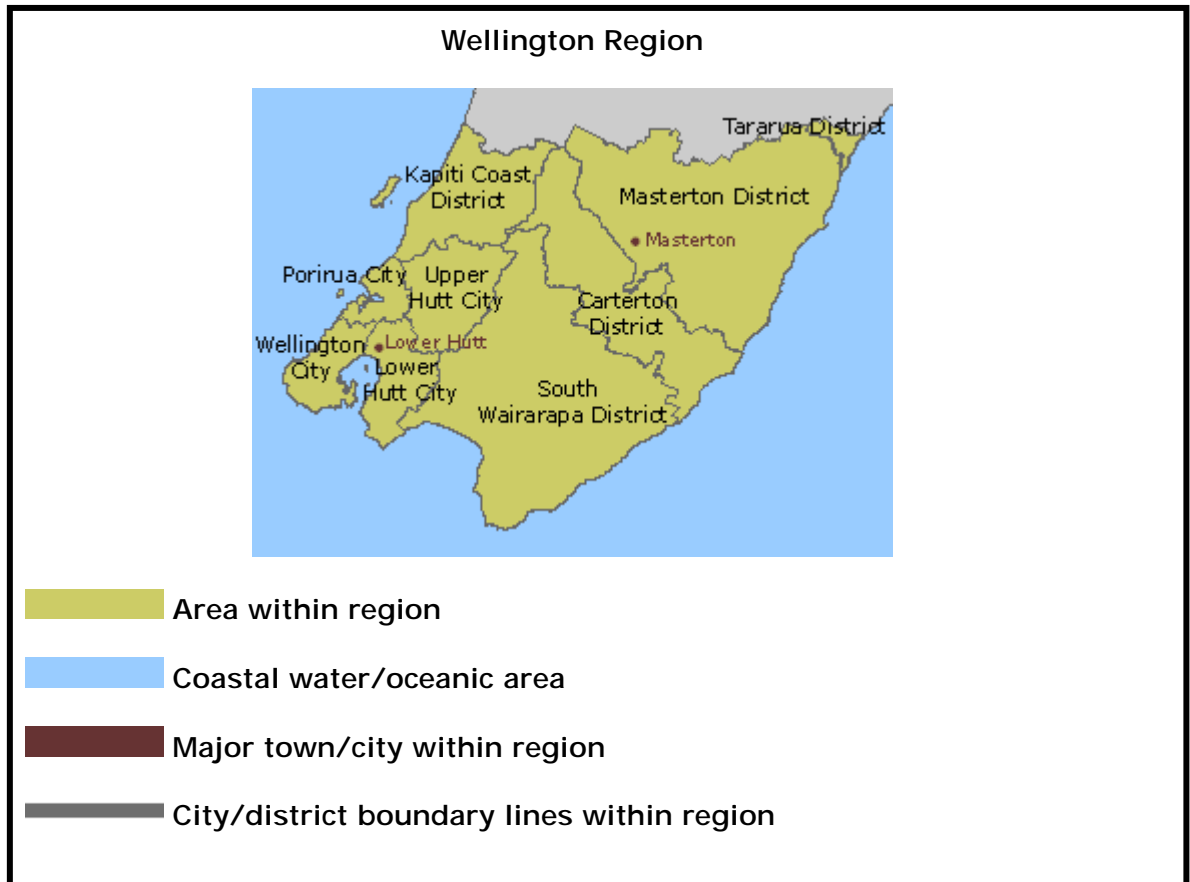 Wellington Region
Tararua District
Kapiti Coast
District
Masterton District
Masterton
Porirua City
Upper
Hutt City
Carterton
District
Wellington
City
Lower Hutt
Lower
Hutt City
South
Wairarapa District
Area within region
Coastal water/oceanic area
Major town/city within region
City/district boundary lines within region